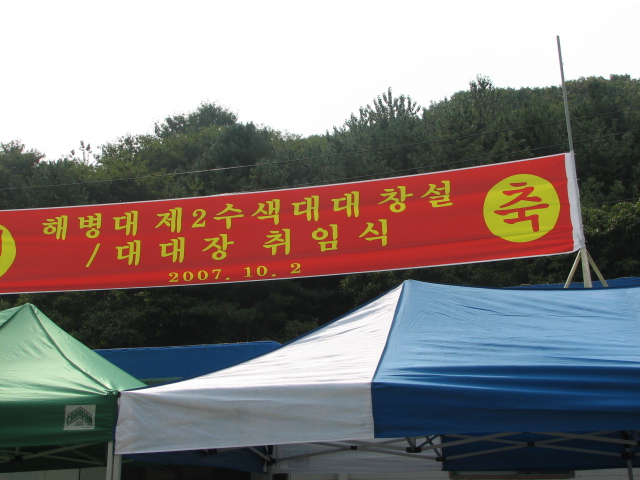 해병대 제2수색대대 창설
/대대장 취임식
2007. 10. 2
축